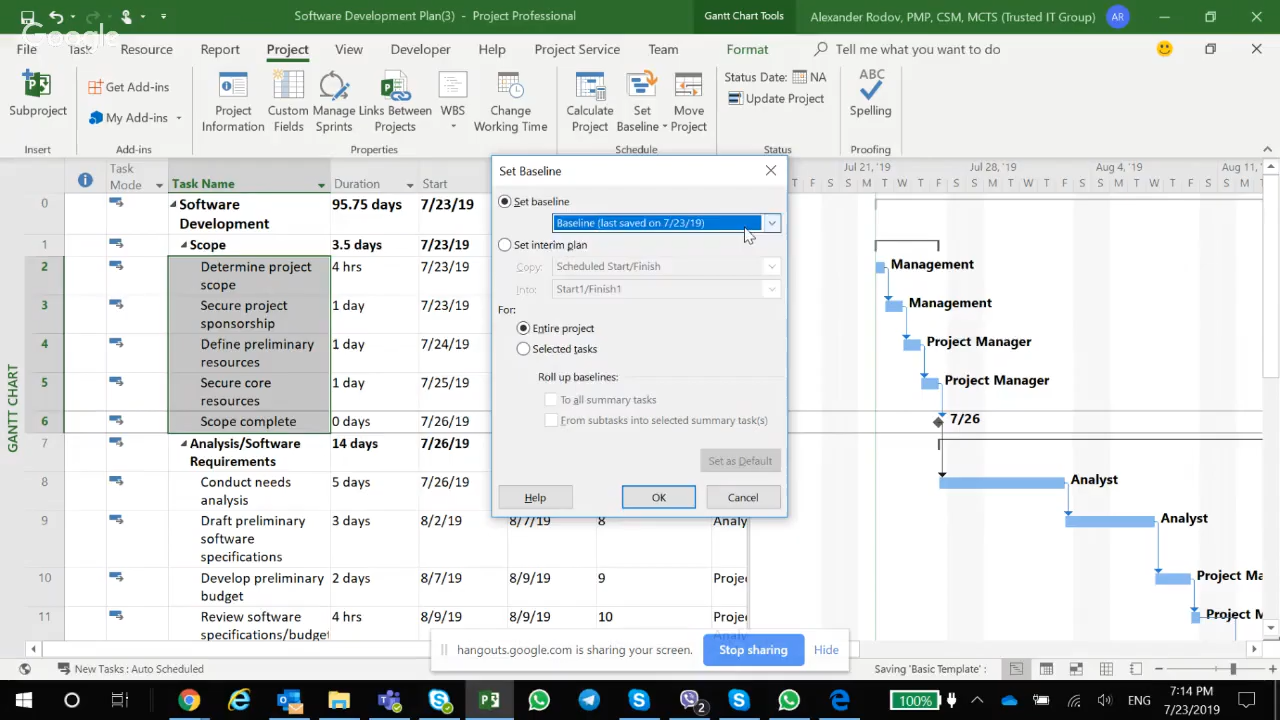 Software Development Plan(3) - Project Professional
Gantt Chart Tools
Alexander Rodov, PMP, CSM, MCTS (Trusted IT Group)
AR
Google
File
Task
Resource
Report
Project
View
Developer
Help
Project Service
Team
Format
Tell me what you want to do
Subproject
Get Add-ins
My Add-ins
Project Information
Custom Fields
Manage Sprints
Links Between Projects
WBS
Change Working Time
Calculate Project
Set Baseline
Move Project
Status Date: NA
Update Project
ABC
Spelling
Insert
Add-ins
Properties
Schedule
Status
Proofing
Task Mode
Task Name
Duration
Start
Jul 21, '19
Jul 28, '19
Aug 4, '19
Aug 11, '19
T F S S M T W T F S S M T W T F S S M T W T F S S M T
0 Software Development 95.75 days 7/23/19
1 Scope 3.5 days 7/23/19
2 Determine project scope 4 hrs 7/23/19
3 Secure project sponsorship 1 day 7/23/19
4 Define preliminary resources 1 day 7/24/19
5 Secure core resources 1 day 7/25/19
6 Scope complete 0 days 7/26/19
7 Analysis/Software Requirements 14 days 7/26/19
8 Conduct needs analysis 5 days 7/26/19
9 Draft preliminary software specifications 3 days 8/2/19 8/7/19 8 Analy
10 Develop preliminary budget 2 days 8/7/19 8/9/19 9 Projec
11 Review software specifications/budget 4 hrs 8/9/19 8/9/19 10 Projec
GANTT CHART
Set Baseline
Set baseline
Baseline (last saved on 7/23/19)
Set interim plan
Copy: Scheduled Start/Finish
Into: Start1/Finish1
For:
Entire project
Selected tasks
Roll up baselines:
To all summary tasks
From subtasks into selected summary task(s)
Set as Default
Help
OK
Cancel
Management
Management
Project Manager
Project Manager
7/26
Analyst
Analyst
Project Ma
Project M
hangouts.google.com is sharing your screen.
Stop sharing
Hide
New Tasks : Auto Scheduled
Saving 'Basic Template' :
100%
2
ENG
7:14 PM
7/23/2019